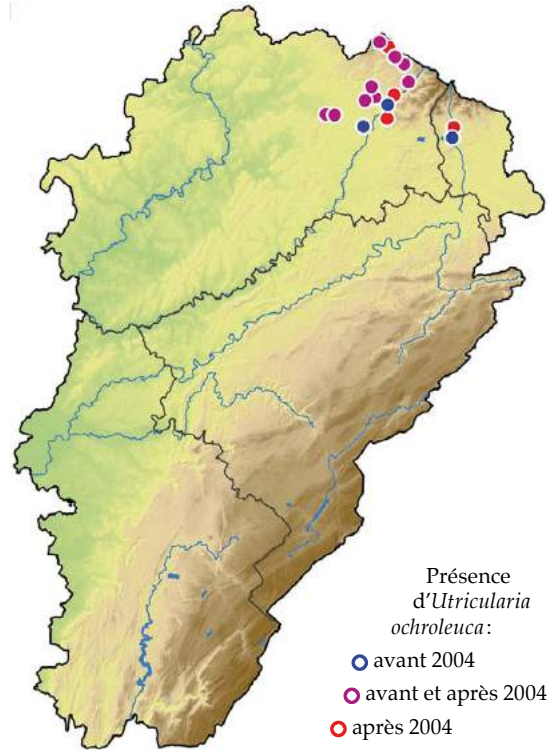 Présence
d'Utricularia
ochroleuca :
avant 2004
avant et après 2004
après 2004